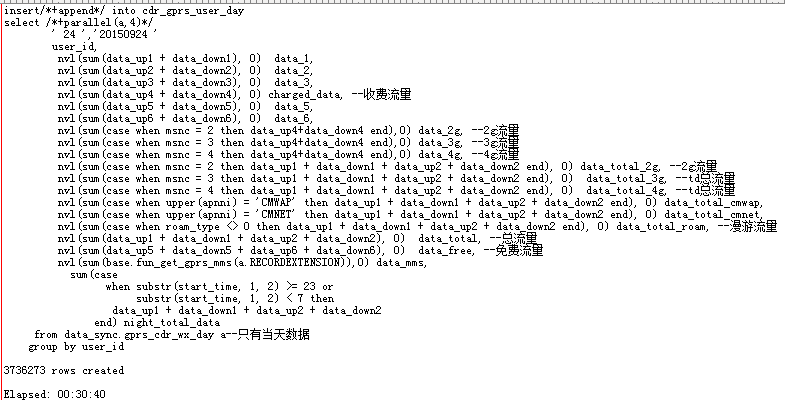 insert/*+append*/ into cdr_gprs_user_day
select /*+parallel(a,4)*/
' 24 ','20150924 '
user_id,
nvl(sum(data_up1 + data_down1), 0) data_1,
nvl(sum(data_up2 + data_down2), 0) data_2,
nvl(sum(data_up3 + data_down3), 0) data_3,
nvl(sum(data_up4 + data_down4), 0) charged_data, --收费流量
nvl(sum(data_up5 + data_down5), 0) data_5,
nvl(sum(data_up6 + data_down6), 0) data_6,
nvl(sum(case when msnc = 2 then data_up4+data_down4 end),0) data_2g, --2g流量
nvl(sum(case when msnc = 3 then data_up4+data_down4 end),0) data_3g, --3g流量
nvl(sum(case when msnc = 4 then data_up4+data_down4 end),0) data_4g, --4g流量
nvl(sum(case when msnc = 2 then data_up1 + data_down1 + data_up2 + data_down2 end), 0) data_total_2g, --2g流量
nvl(sum(case when msnc = 3 then data_up1 + data_down1 + data_up2 + data_down2 end), 0) data_total_3g, --td总流量
nvl(sum(case when msnc = 4 then data_up1 + data_down1 + data_up2 + data_down2 end), 0) data_total_4g, --td总流量
nvl(sum(case when upper(apnni) = 'CMWAP' then data_up1 + data_down1 + data_up2 + data_down2 end), 0) data_total_cmwap,
nvl(sum(case when upper(apnni) = 'CMNET' then data_up1 + data_down1 + data_up2 + data_down2 end), 0) data_total_cmnet,
nvl(sum(case when roam_type <> 0 then data_up1 + data_down1 + data_up2 + data_down2 end), 0) data_total_roam, --漫游流量
nvl(sum(data_up1 + data_down1 + data_up2 + data_down2), 0) data_total, --总流量
nvl(sum(data_up5 + data_down5 + data_up6 + data_down6), 0) data_free, --免费流量
nvl(sum(base.fun_get_gprs_mms(a.RECORDEXTENSION)),0) data_mms,
sum(case
when substr(start_time, 1, 2) >= 23 or
substr(start_time, 1, 2) < 7 then
data_up1 + data_down1 + data_up2 + data_down2
end) night_total_data
from data_sync.gprs_cdr_wx_day a--只有当天数据
group by user_id
3736273 rows created
Elapsed: 00:30:40